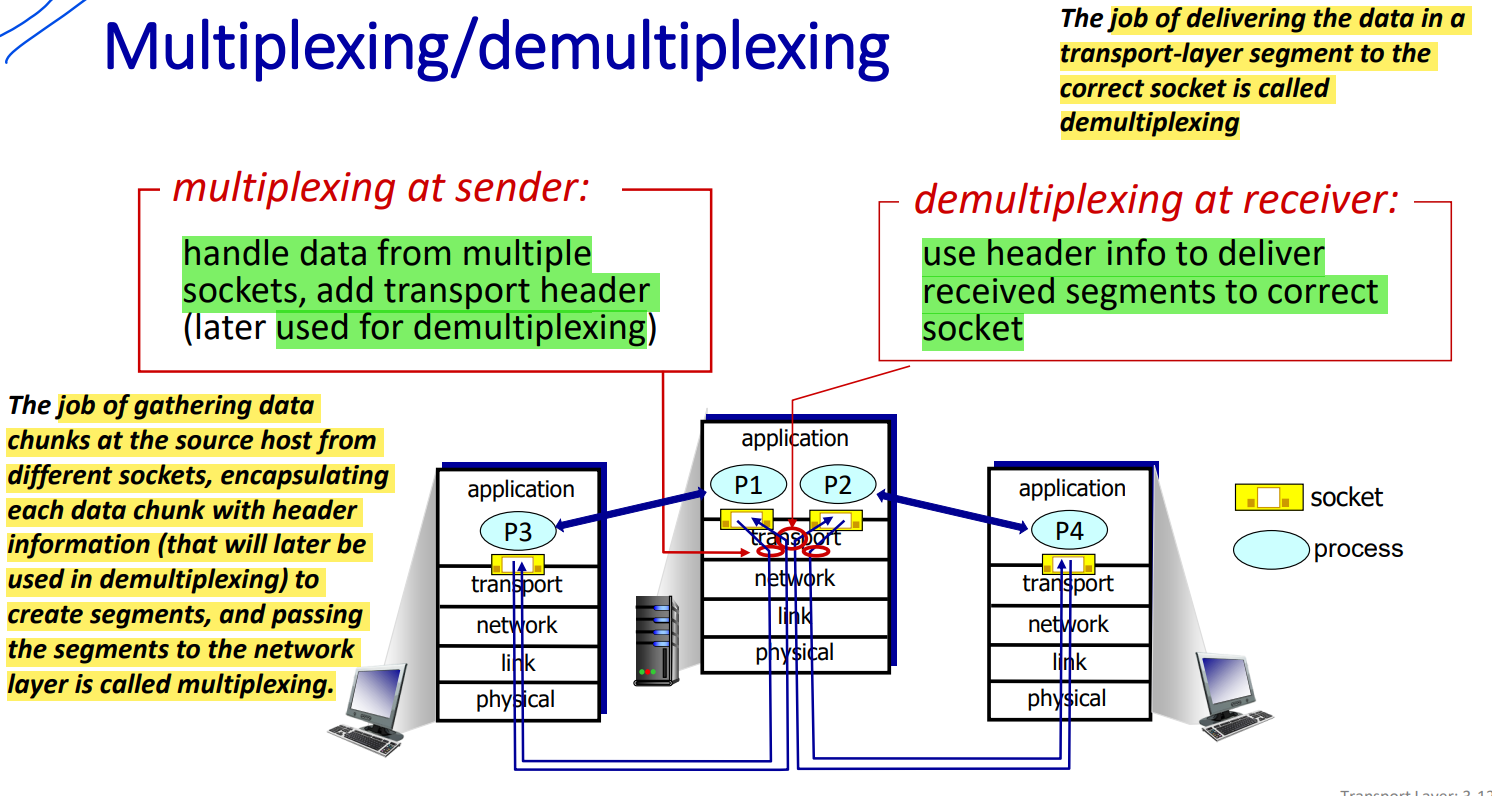 Multiplexing/demultiplexing
The job of delivering the data in a
transport-layer segment to the
correct socket is called
demultiplexing
multiplexing at sender:
handle data from multiple
sockets, add transport header
(later used for demultiplexing)
demultiplexing at receiver:
use header info to deliver
received segments to correct
socket
The job of gathering data
chunks at the source host from
different sockets, encapsulating
each data chunk with header
information (that will later be
used in demultiplexing) to
create segments, and passing
the segments to the network
layer is called multiplexing.
application
P3
transport
network
link
physical
application
P1 P2
transport
network
link
physical
application
P4
transport
network
link
physical
socket
process
Transport Layer: 3-